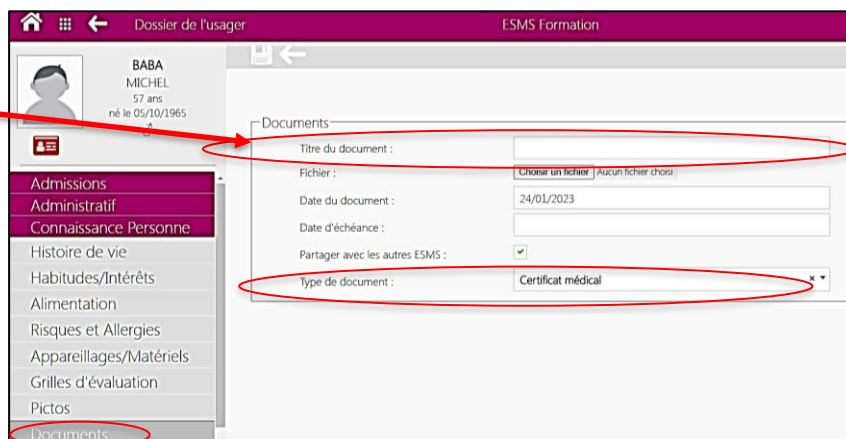 Dossier de l'usager
ESMS Formation
BABA
MICHEL
57 ans
né le 05/10/1965
Documents
Titre du document :
Fichier :
Choisir un fichier Aucun fichier choisi
Date du document :
24/01/2023
Date d'échéance :
Partager avec les autres ESMS :
Type de document :
Certificat médical
Admissions
Administratif
Connaissance Personne
Histoire de vie
Habitudes/Intérêts
Alimentation
Risques et Allergies
Appareillages/Matériels
Grilles d'évaluation
Pictos
Documents